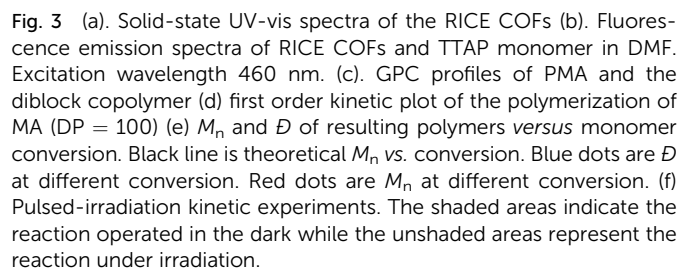 Fig. 3 (a). Solid-state UV-vis spectra of the RICE COFs (b). Fluores-
cence emission spectra of RICE COFs and TTAP monomer in DMF.
Excitation wavelength 460 nm. (c). GPC profiles of PMA and the
diblock copolymer (d) first order kinetic plot of the polymerization of
MA (DP = 100) (e) Mn and Đ of resulting polymers versus monomer
conversion. Black line is theoretical Mn vs. conversion. Blue dots are Đ
at different conversion. Red dots are Mn at different conversion. (f)
Pulsed-irradiation kinetic experiments. The shaded areas indicate the
reaction operated in the dark while the unshaded areas represent the
reaction under irradiation.